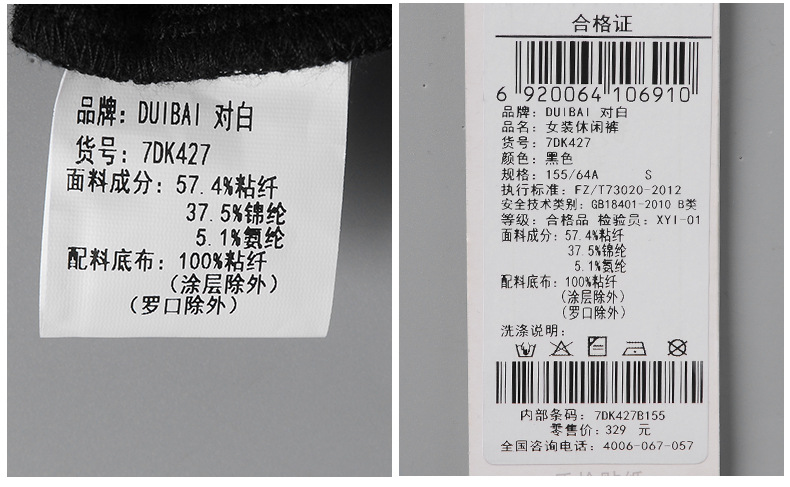 品牌: DUIBAI 对白
货号: 7DK427
面料成分: 57.4%粘纤
37.5%锦纶
5.1%氨纶
配料底布: 100%粘纤
(涂层除外)
(罗口除外)
合格证
6 920064 106910
品牌: DUIBAI 对白
品名: 女装休闲裤
货号: 7DK427
颜色: 黑色
规格: 155/64A S
执行标准: FZ/T73020-2012
安全技术类别: GB18401-2010 B类
等级: 合格品 检验员: XYI-01
面料成分: 57.4%粘纤
37.5%锦纶
5.1%氨纶
配料底布: 100%粘纤
(涂层除外)
(罗口除外)
洗涤说明:
内部条码: 7DK427B155
零售价: 329 元
全国咨询电话: 4006-067-057